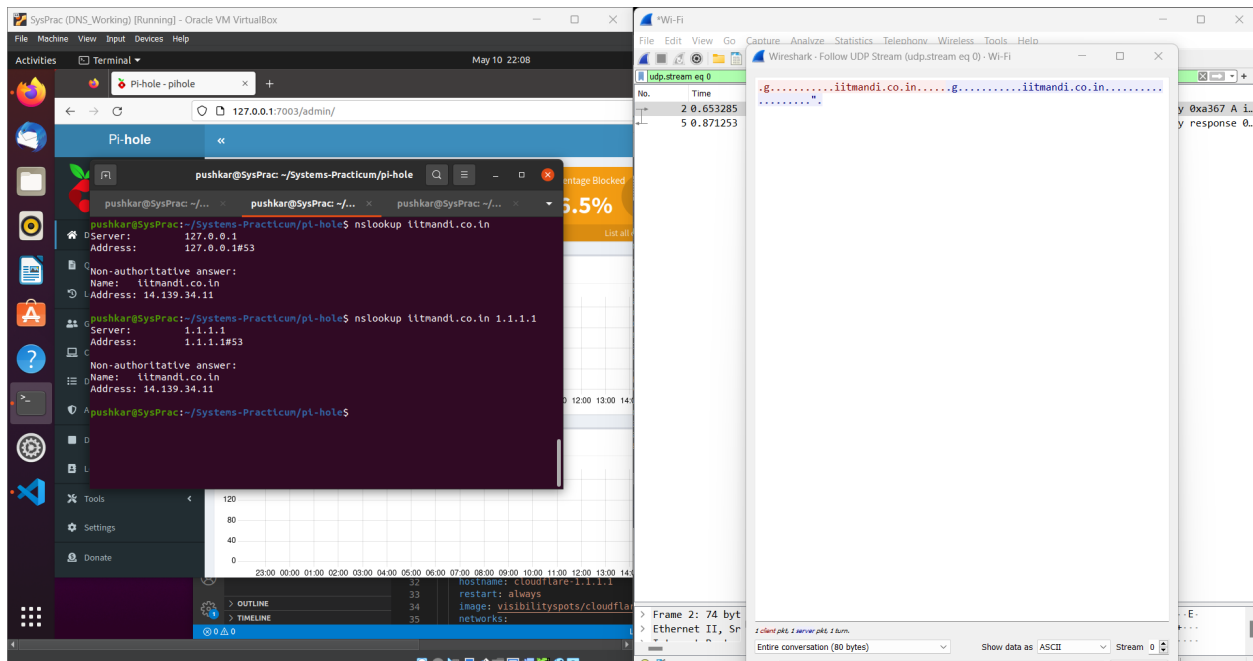 SysPrac (DNS_Working) [Running] - Oracle VM VirtualBox
File Machine View Input Devices Help
Activities Terminal May 10 22:08
Pi-hole - pihole
127.0.0.1:7003/admin/
Pi-hole «
pushkar@SysPrac: ~/Systems-Practicum/pi-hole
pushkar@SysPrac: ~/... × pushkar@SysPrac: ~/... × pushkar@SysPrac: ~/... ×
pushkar@SysPrac:~/Systems-Practicum/pi-hole$ nslookup iitmandi.co.in
Server: 127.0.0.1
Address: 127.0.0.1#53
Non-authoritative answer:
Name: iitmandi.co.in
Address: 14.139.34.11
pushkar@SysPrac:~/Systems-Practicum/pi-hole$ nslookup iitmandi.co.in 1.1.1.1
Server: 1.1.1.1
Address: 1.1.1.1#53
Non-authoritative answer:
Name: iitmandi.co.in
Address: 14.139.34.11
pushkar@SysPrac:~/Systems-Practicum/pi-hole$
entage Blocked
5.5%
List all
12:00 13:00 14:
Tools
Settings
Donate
120
80
40
0
23:00 00:00 01:00 02:00 03:00 04:00 05:00 06:00 07:00 08:00 09:00 10:00 11:00 12:00 13:00 14:
32 hostname: cloudflare-1.1.1.1
33 restart: always
34 image: visibilityspots/cloudflar
35 networks:
> OUTLINE
> TIMELINE
0 0
*Wi-Fi
File Edit View Go Capture Analyze Statistics Telephony Wireless Tools Help
udp.stream eq 0
No. Time
2 0.653285
5 0.871253
y 0xa367 A i…
y response 0…
Wireshark · Follow UDP Stream (udp.stream eq 0) · Wi-Fi
.g...........iitmandi.co.in......g...........iitmandi.co.in..........
.........".
> Frame 2: 74 byt
> Ethernet II, Sr
1 client pkt, 1 server pkt, 1 turn.
Entire conversation (80 bytes) Show data as ASCII Stream 0